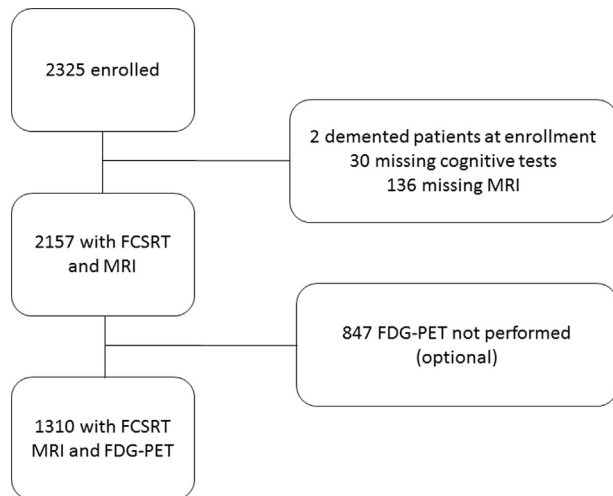 2325 enrolled
2 demented patients at enrollment
30 missing cognitive tests
136 missing MRI
2157 with FCSRT
and MRI
847 FDG-PET not performed
(optional)
1310 with FCSRT
MRI and FDG-PET